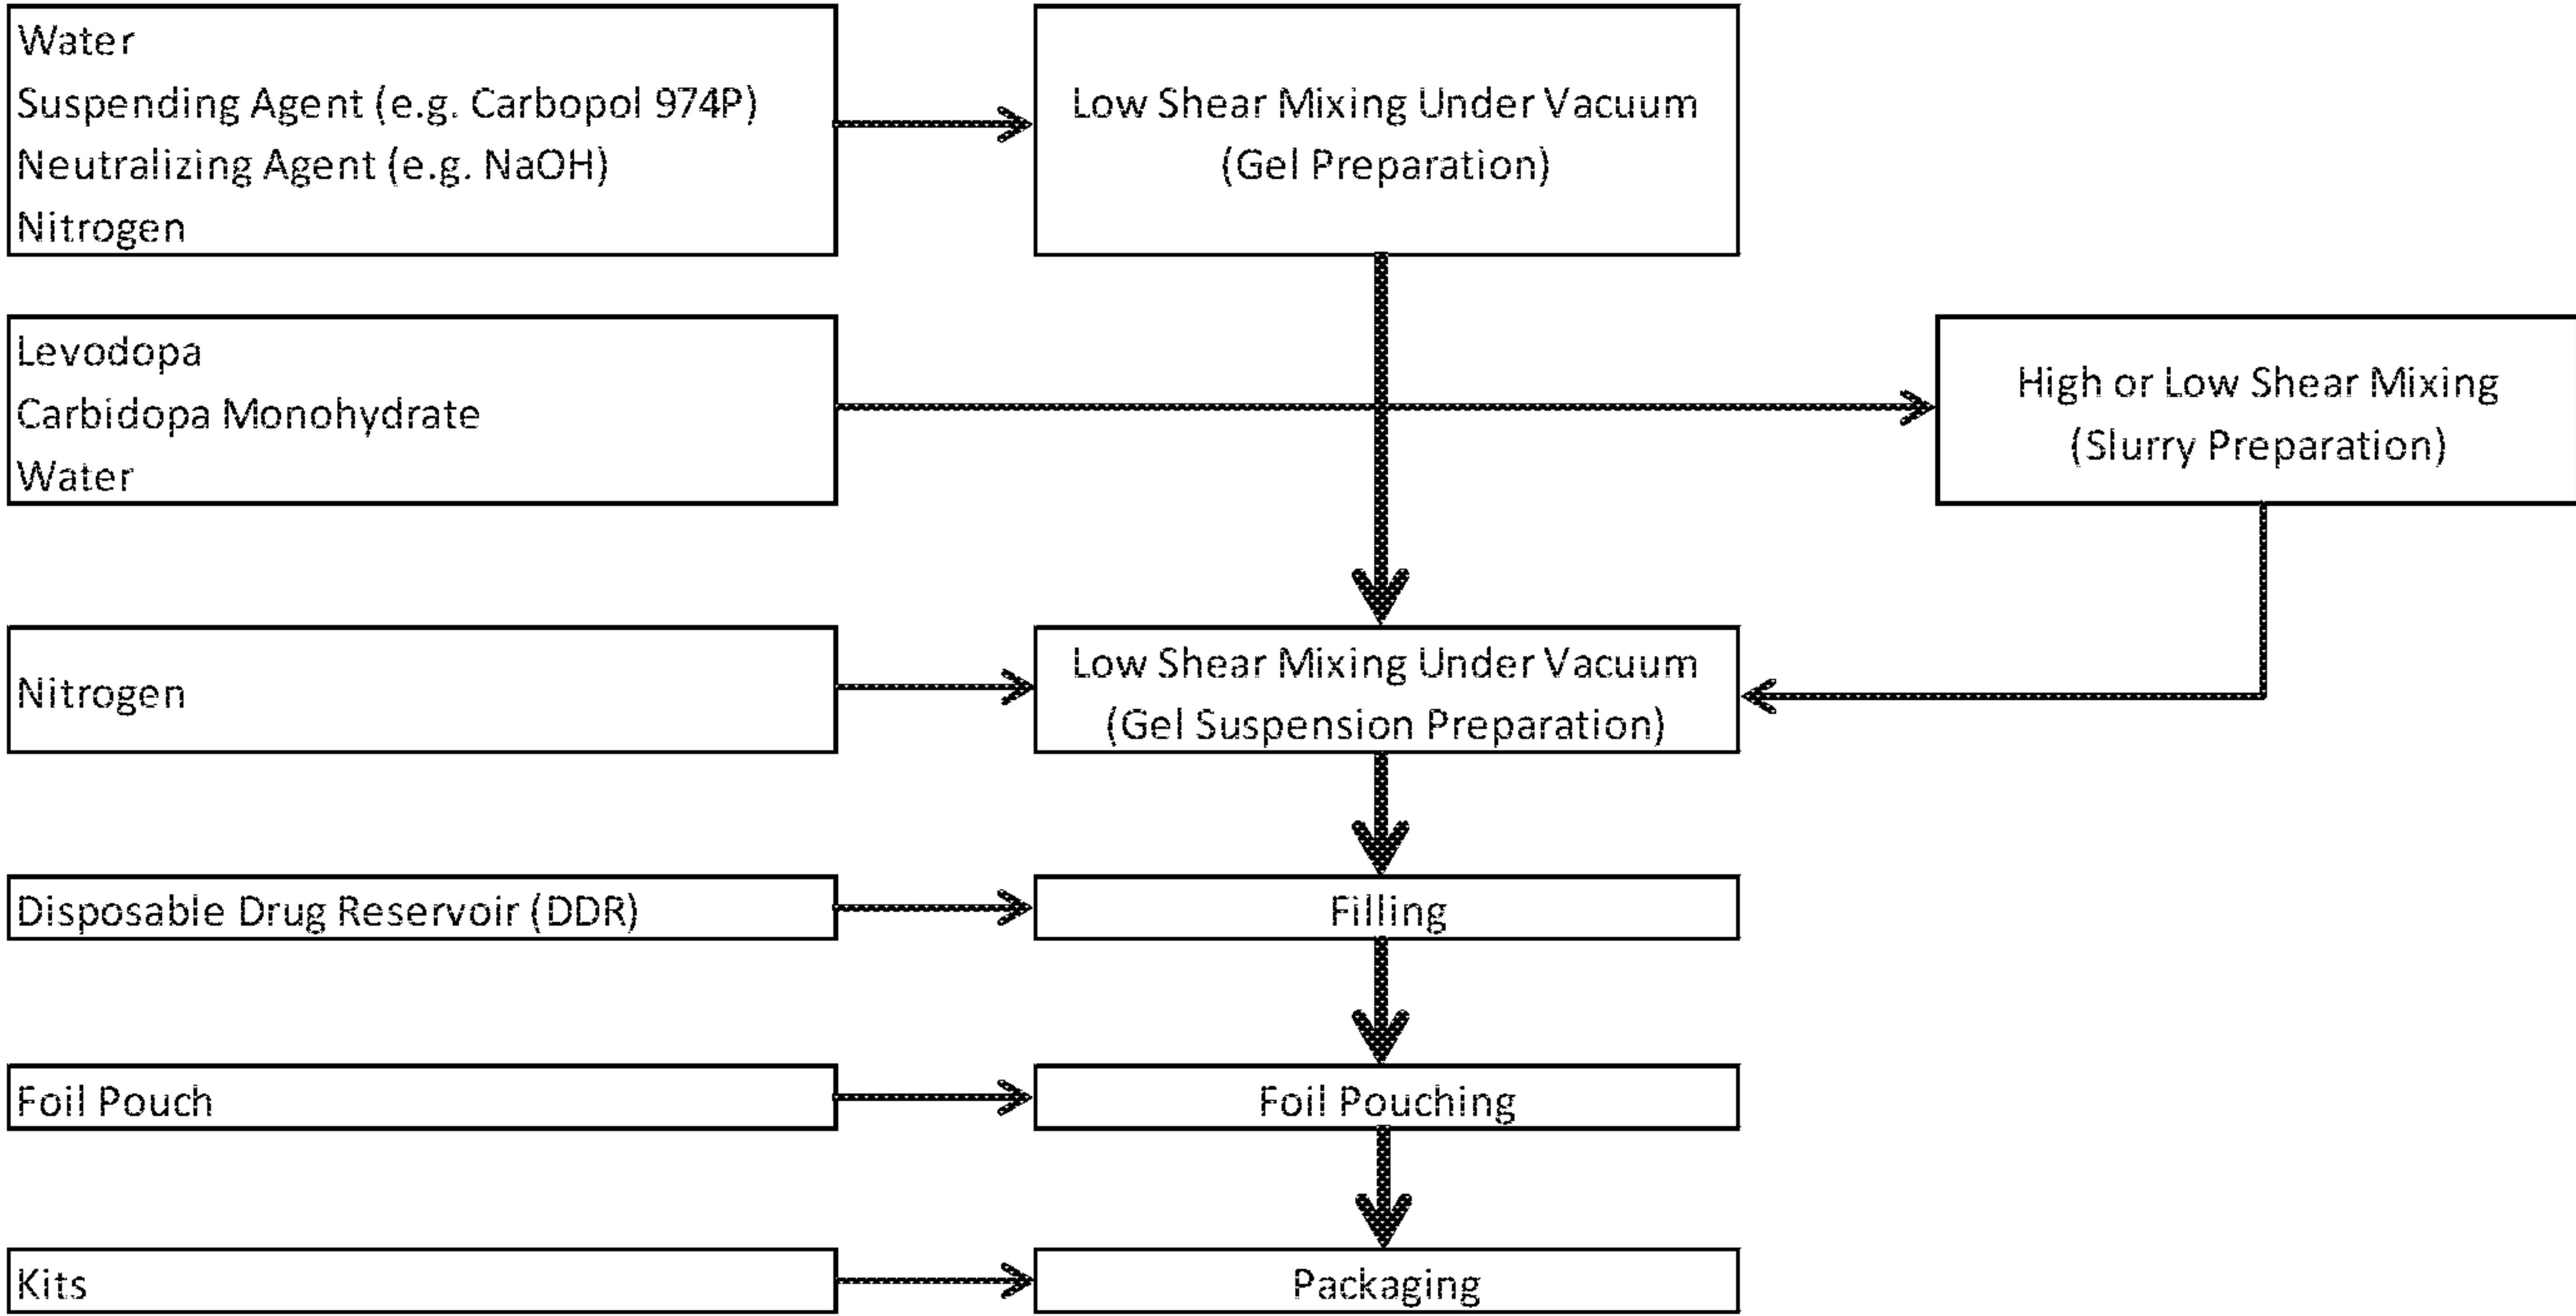 Water
Suspending Agent (e.g. Carbopol 974P)
Neutralizing Agent (e.g. NaOH)
Nitrogen
Low Shear Mixing Under Vacuum
(Gel Preparation)
Levodopa
Carbidopa Monohydrate
Water
High or Low Shear Mixing
(Slurry Preparation)
Nitrogen
Low Shear Mixing Under Vacuum
(Gel Suspension Preparation)
Disposable Drug Reservoir (DDR)
Filling
Foil Pouch
Foil Pouching
Kits
Packaging